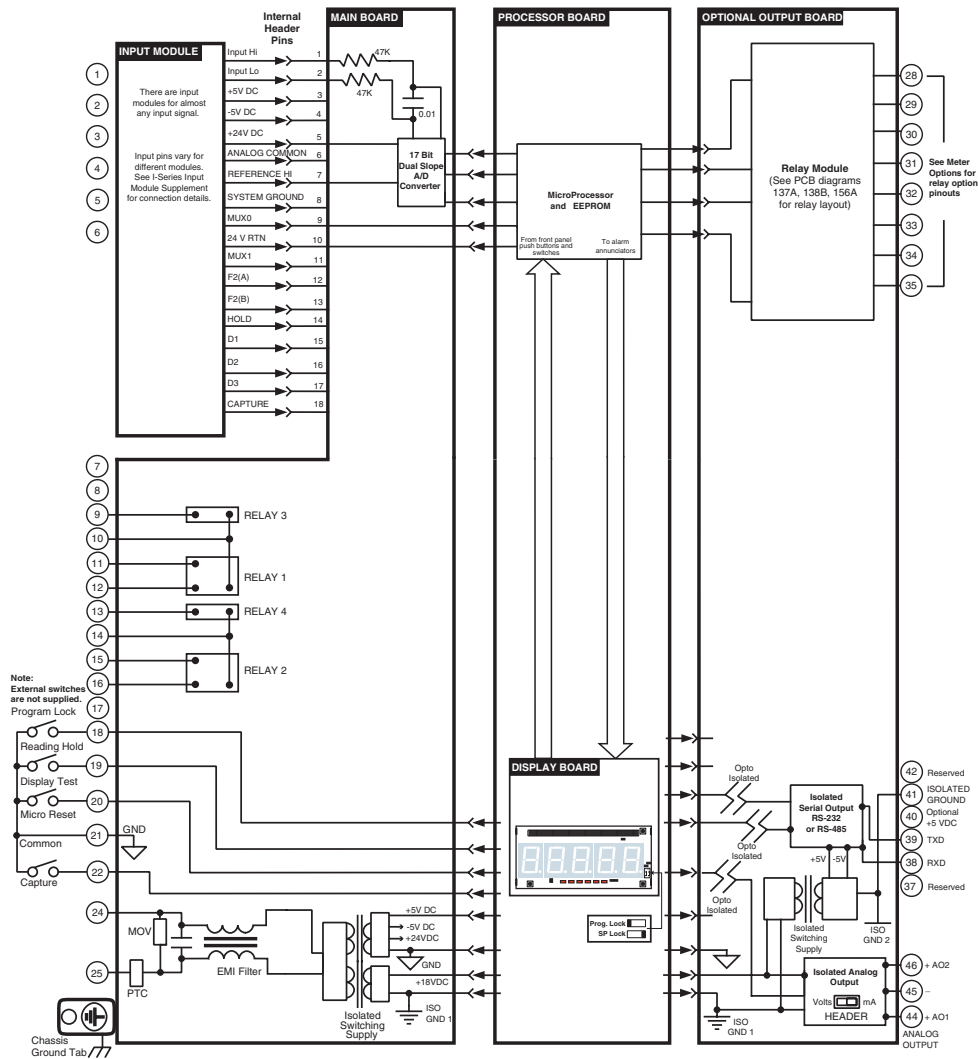 Internal
Header
Pins
MAIN BOARD
PROCESSOR BOARD
OPTIONAL OUTPUT BOARD
INPUT MODULE
There are input
modules for almost
any input signal.
Input pins vary for
different modules.
See I-Series Input
Module Supplement
for connection details.
1
2
3
4
5
6
Input Hi 1
Input Lo 2
+5V DC 3
-5V DC 4
+24V DC 5
ANALOG COMMON 6
REFERENCE HI 7
SYSTEM GROUND 8
MUX0 9
24 V RTN 10
MUX1 11
F2(A) 12
F2(B) 13
HOLD 14
D1 15
D2 16
D3 17
CAPTURE 18
47K
47K
0.01
17 Bit
Dual Slope
A/D
Converter
MicroProcessor
and EEPROM
From front panel
push buttons and
switches
To alarm
annunciators
Relay Module
(See PCB diagrams
137A, 138B, 156A
for relay layout)
28
29
30
31
32
33
34
35
See Meter
Options for
relay option
pinouts
7
8
9
10
11
12
13
14
15
16
17
18
19
20
21
22
24
25
RELAY 3
RELAY 1
RELAY 4
RELAY 2
Note:
External switches
are not supplied.
Program Lock
Reading Hold
Display Test
Micro Reset
Common
Capture
GND
MOV
PTC
EMI Filter
+5V DC
-5V DC
+24VDC
GND
+18VDC
ISO
GND 1
Isolated
Switching
Supply
Chassis
Ground Tab
DISPLAY BOARD
8.8.8.8.8
Prog. Lock
SP Lock
Opto
Isolated
Opto
Isolated
Opto
Isolated
Isolated
Serial Output
RS-232
or RS-485
+5V -5V
Isolated
Switching
Supply
ISO
GND 2
ISO
GND 1
Isolated Analog
Output
Volts mA
HEADER
42 Reserved
41 ISOLATED
GROUND
40 Optional
+5 VDC
39 TXD
38 RXD
37 Reserved
46 + AO2
45 –
44 + AO1
ANALOG
OUTPUT